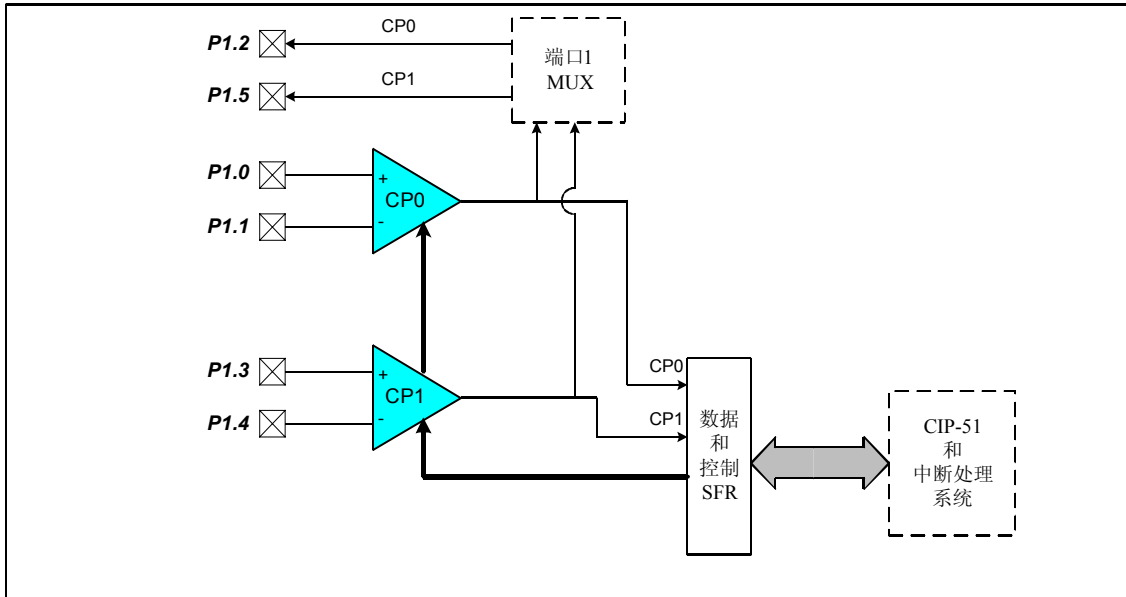 P1.2
CP0
P1.5
CP1
端口1
MUX
P1.0
+
CP0
P1.1
-
P1.3
+
CP1
P1.4
-
CP0
CP1
数据
和
控制
SFR
CIP-51
和
中断处理
系统